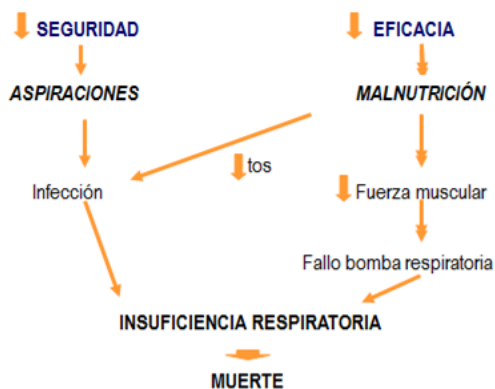 SEGURIDAD
EFICACIA
ASPIRACIONES
MALNUTRICIÓN
tos
Infección
Fuerza muscular
Fallo bomba respiratoria
INSUFICIENCIA RESPIRATORIA
MUERTE